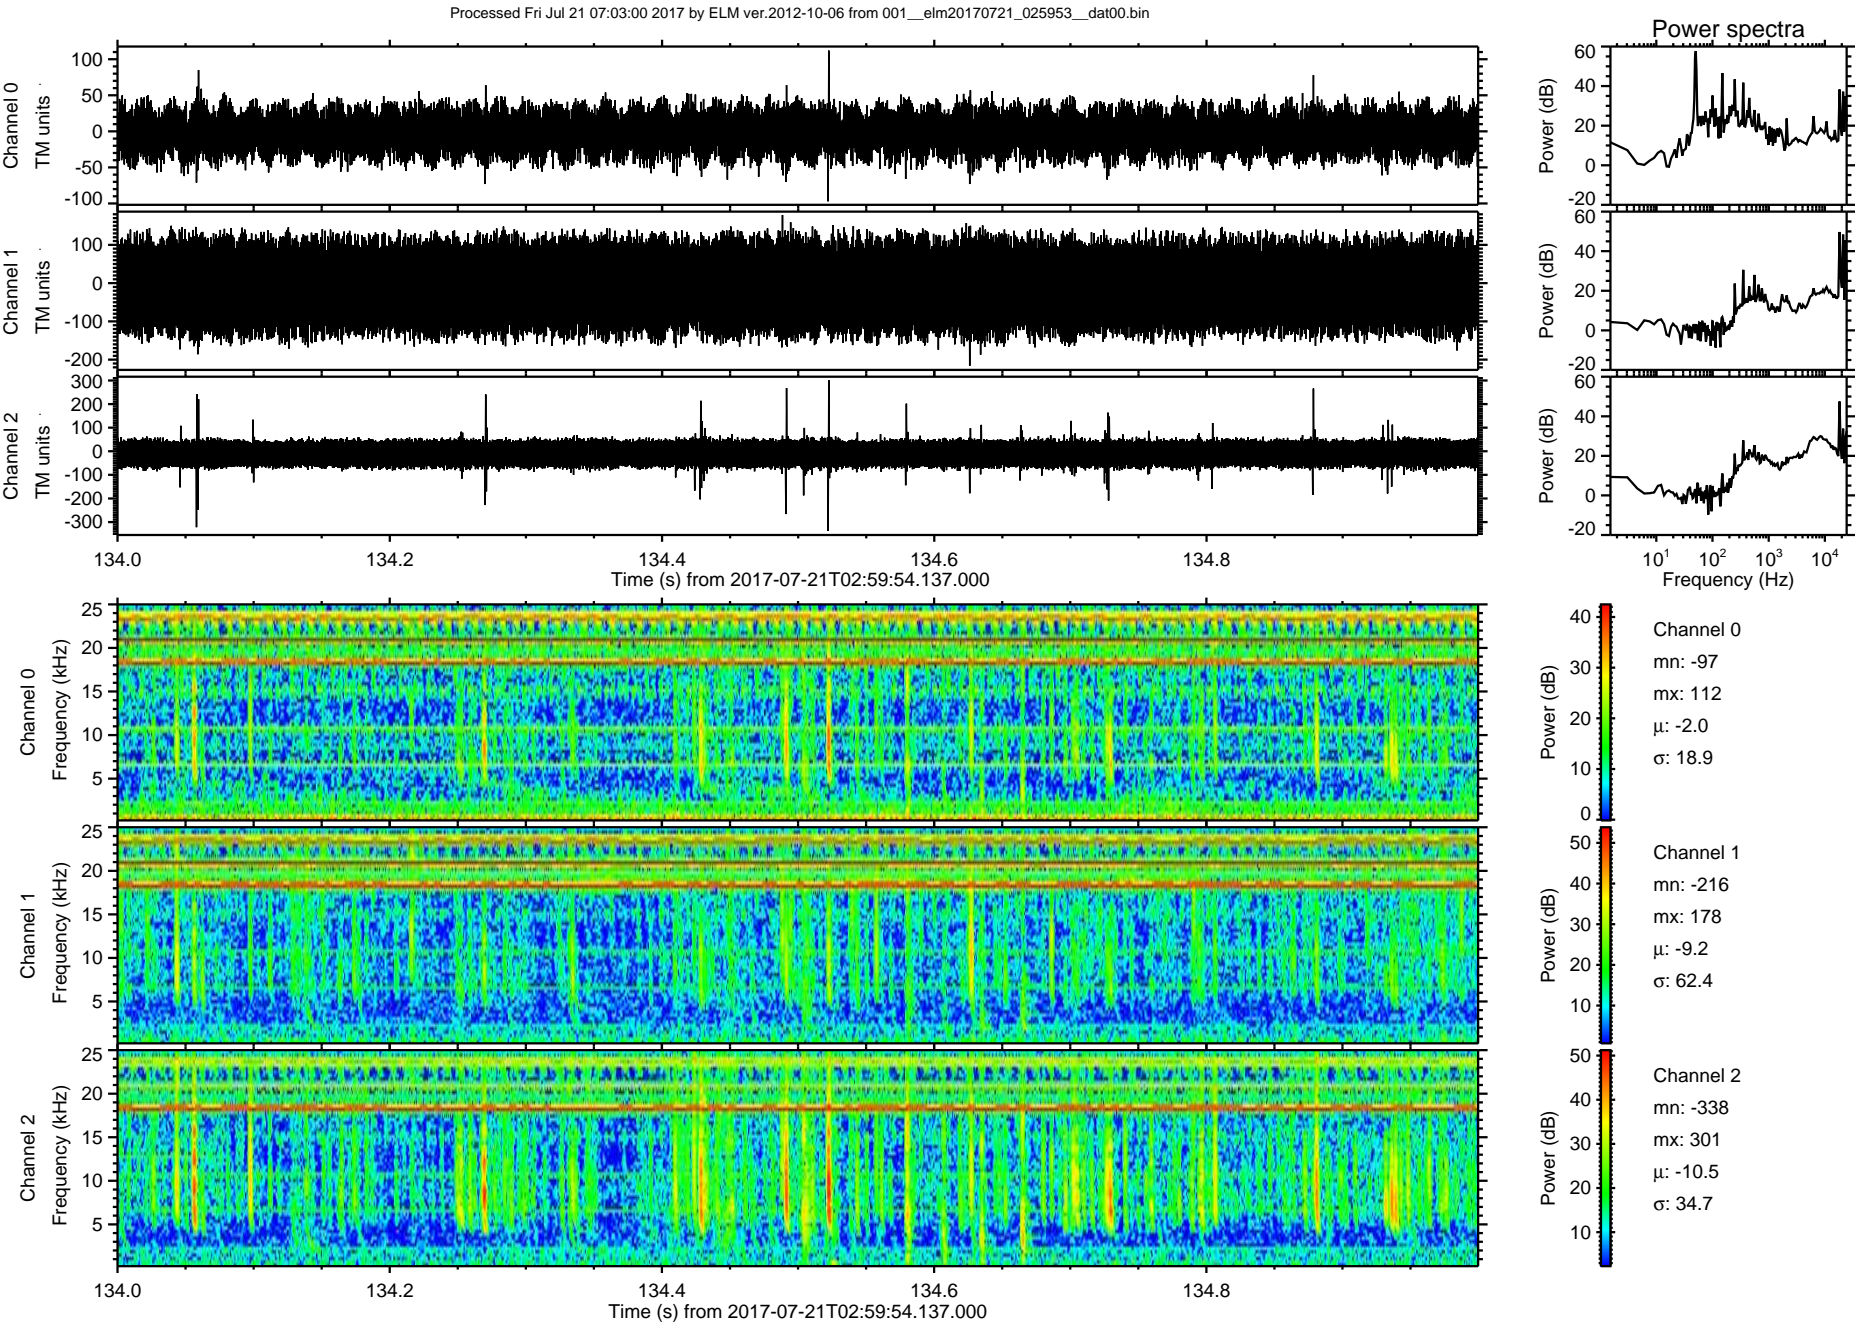 Processed Fri Jul 21 07:03:00 2017 by ELM ver.2012-10-06 from 001__elm20170721_025953__dat00.bin
Power spectra
Channel 0
TM units
100
50
0
-50
-100
Power (dB)
60
40
20
0
-20
Channel 1
TM units
100
0
-100
-200
Power (dB)
60
40
20
0
-20
Channel 2
TM units
300
200
100
0
-100
-200
-300
Power (dB)
60
40
20
0
-20
134.0 134.2 134.4 134.6 134.8
Time (s) from 2017-07-21T02:59:54.137.000
10^1 10^2 10^3 10^4
Frequency (Hz)
Channel 0
Frequency (kHz)
25
20
15
10
5
Power (dB)
40
30
20
10
0
Channel 0
mn: -97
mx: 112
μ: -2.0
σ: 18.9
Channel 1
Frequency (kHz)
25
20
15
10
5
Power (dB)
50
40
30
20
10
Channel 1
mn: -216
mx: 178
μ: -9.2
σ: 62.4
Channel 2
Frequency (kHz)
25
20
15
10
5
Power (dB)
50
40
30
20
10
Channel 2
mn: -338
mx: 301
μ: -10.5
σ: 34.7
134.0 134.2 134.4 134.6 134.8
Time (s) from 2017-07-21T02:59:54.137.000